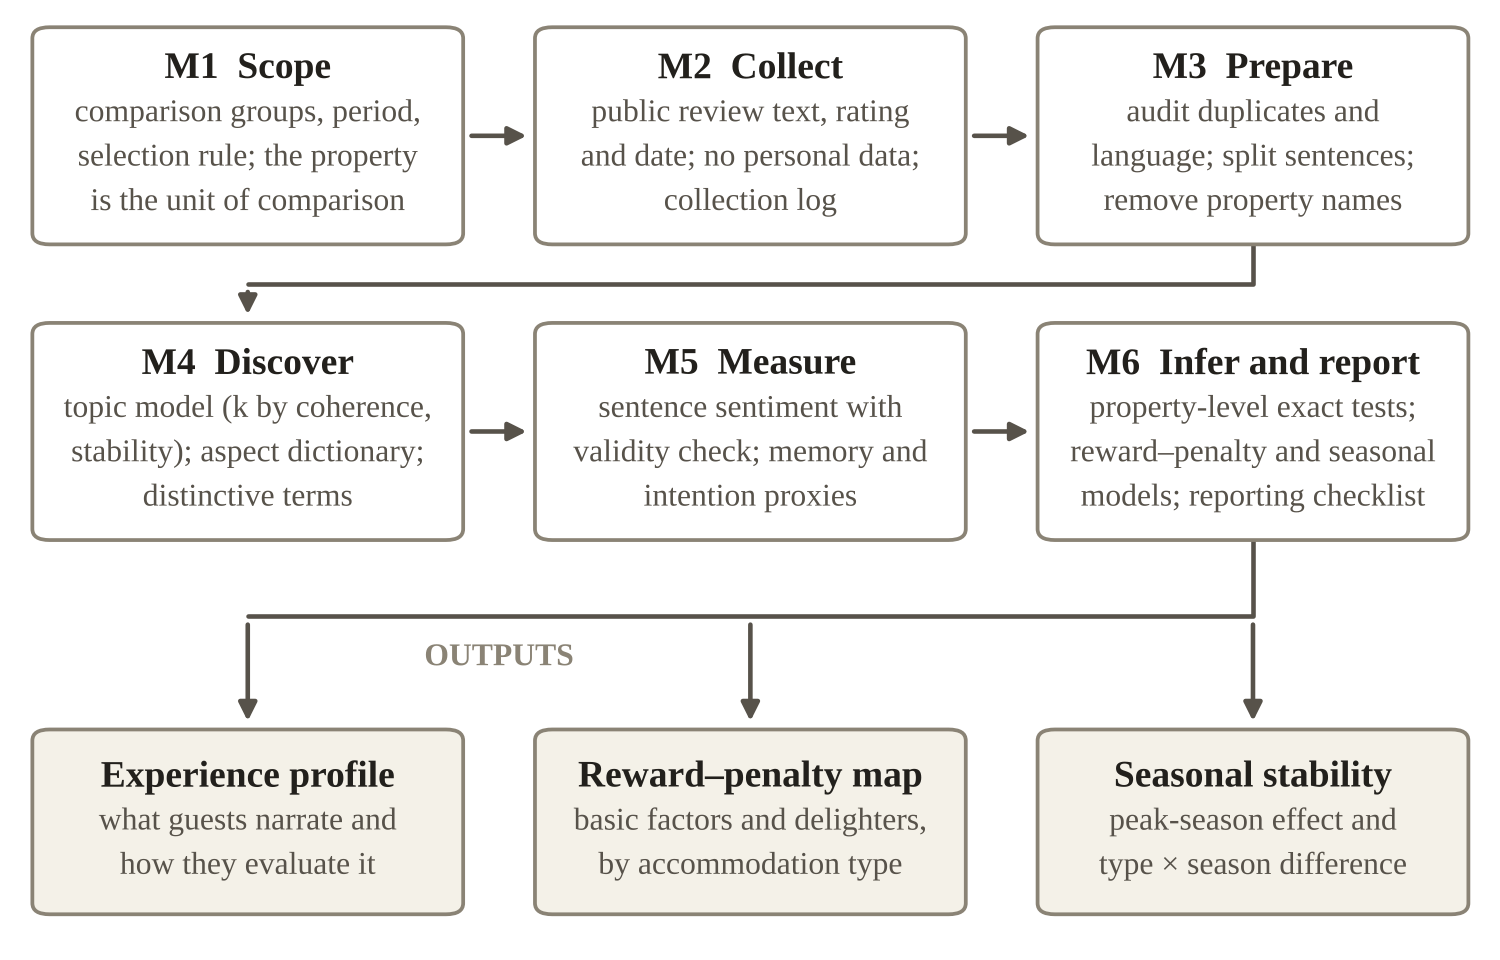 M1 Scope
comparison groups, period,
selection rule; the property
is the unit of comparison
M2 Collect
public review text, rating
and date; no personal data;
collection log
M3 Prepare
audit duplicates and
language; split sentences;
remove property names
M4 Discover
topic model (k by coherence,
stability); aspect dictionary;
distinctive terms
M5 Measure
sentence sentiment with
validity check; memory and
intention proxies
M6 Infer and report
property-level exact tests;
reward–penalty and seasonal
models; reporting checklist
OUTPUTS
Experience profile
what guests narrate and
how they evaluate it
Reward–penalty map
basic factors and delighters,
by accommodation type
Seasonal stability
peak-season effect and
type × season difference